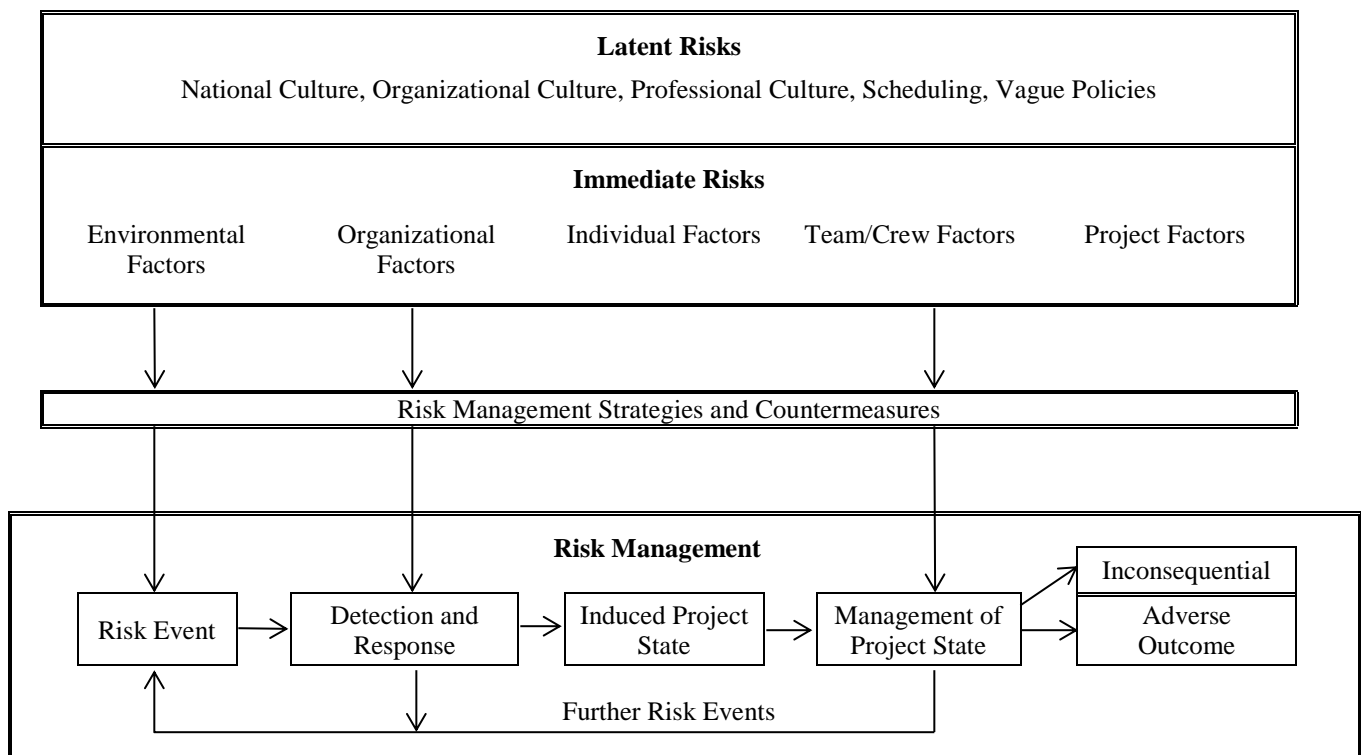 Latent Risks
National Culture, Organizational Culture, Professional Culture, Scheduling, Vague Policies
Immediate Risks
Environmental
Factors
Organizational
Factors
Individual Factors
Team/Crew Factors
Project Factors
Risk Management Strategies and Countermeasures
Risk Management
Risk Event
Detection and
Response
Induced Project
State
Management of
Project State
Inconsequential
Adverse
Outcome
Further Risk Events